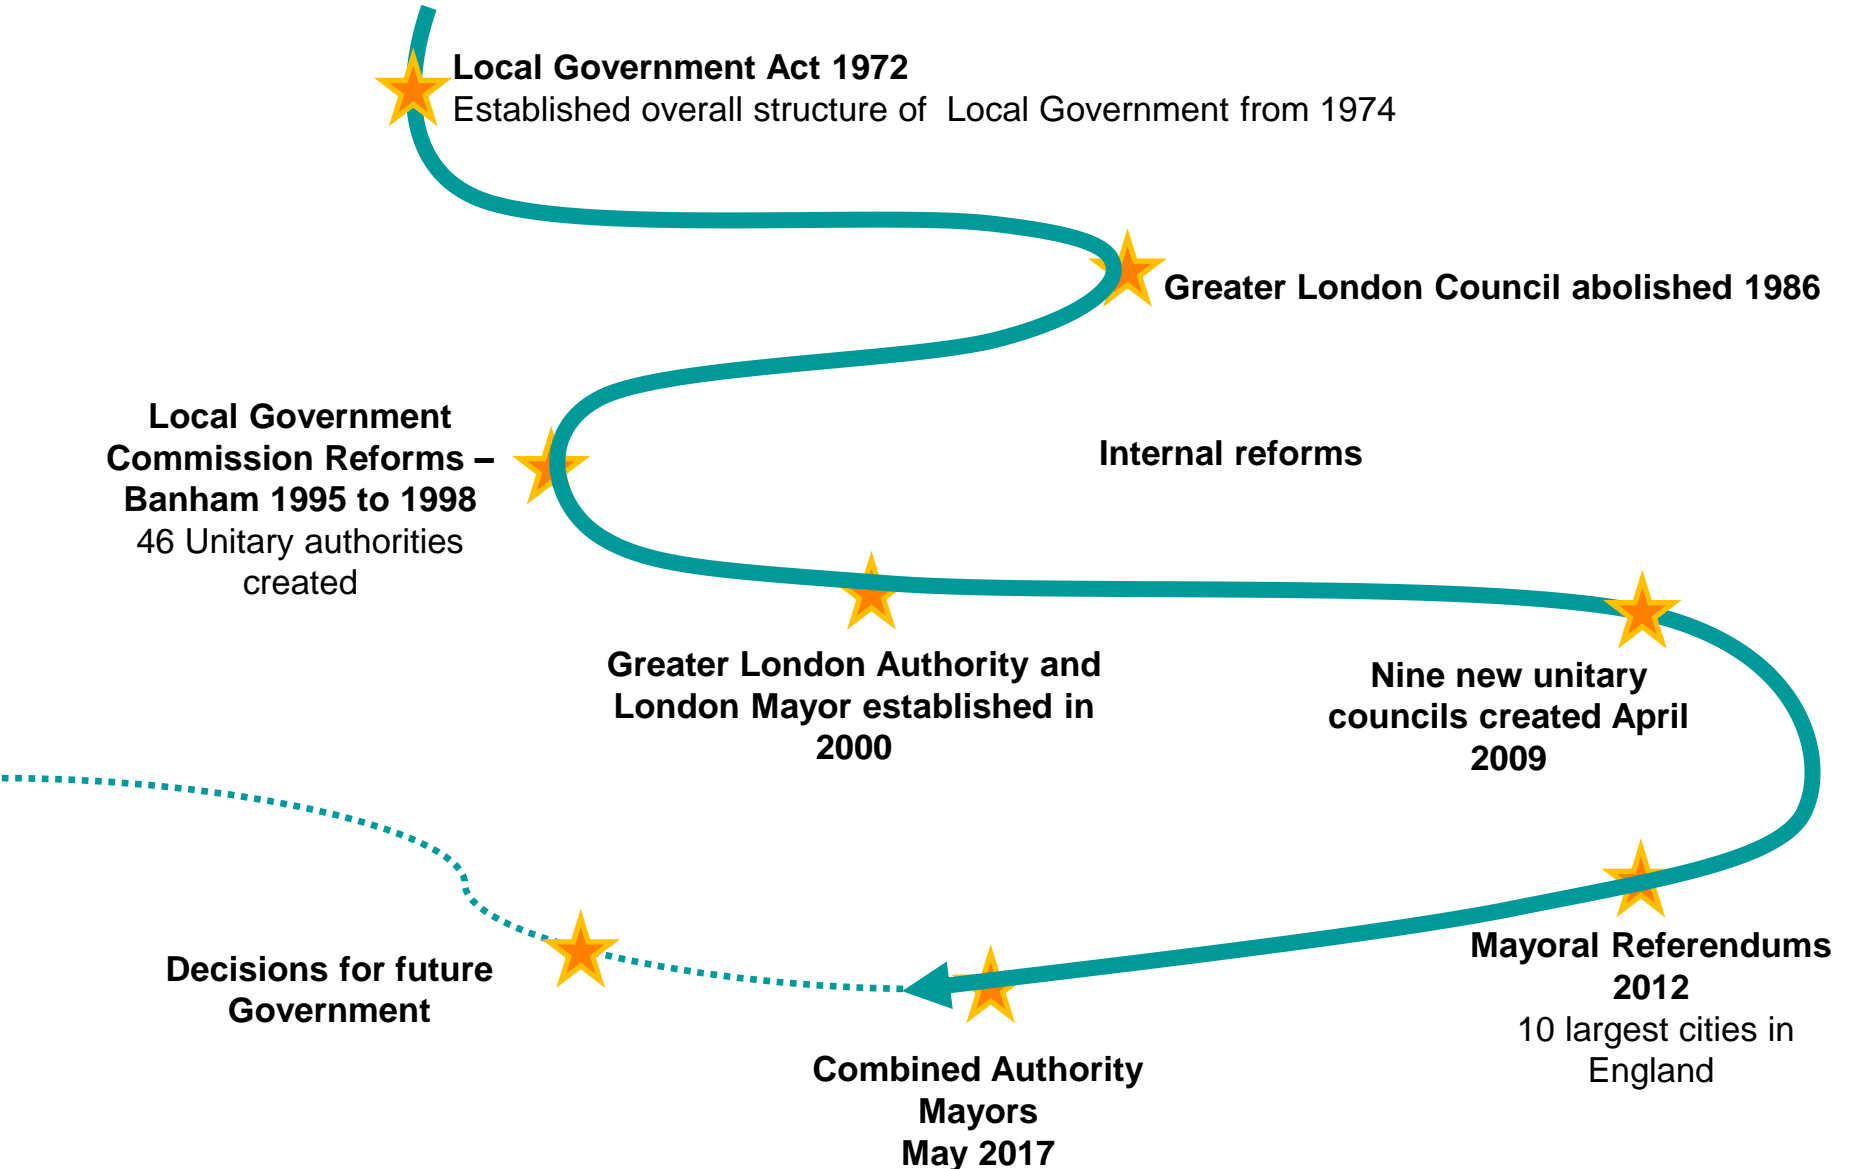 Local Government Act 1972
Established overall structure of Local Government from 1974
Greater London Council abolished 1986
Local Government
Commission Reforms –
Banham 1995 to 1998
46 Unitary authorities
created
Internal reforms
Greater London Authority and
London Mayor established in
2000
Nine new unitary
councils created April
2009
Mayoral Referendums
2012
10 largest cities in
England
Combined Authority
Mayors
May 2017
Decisions for future
Government